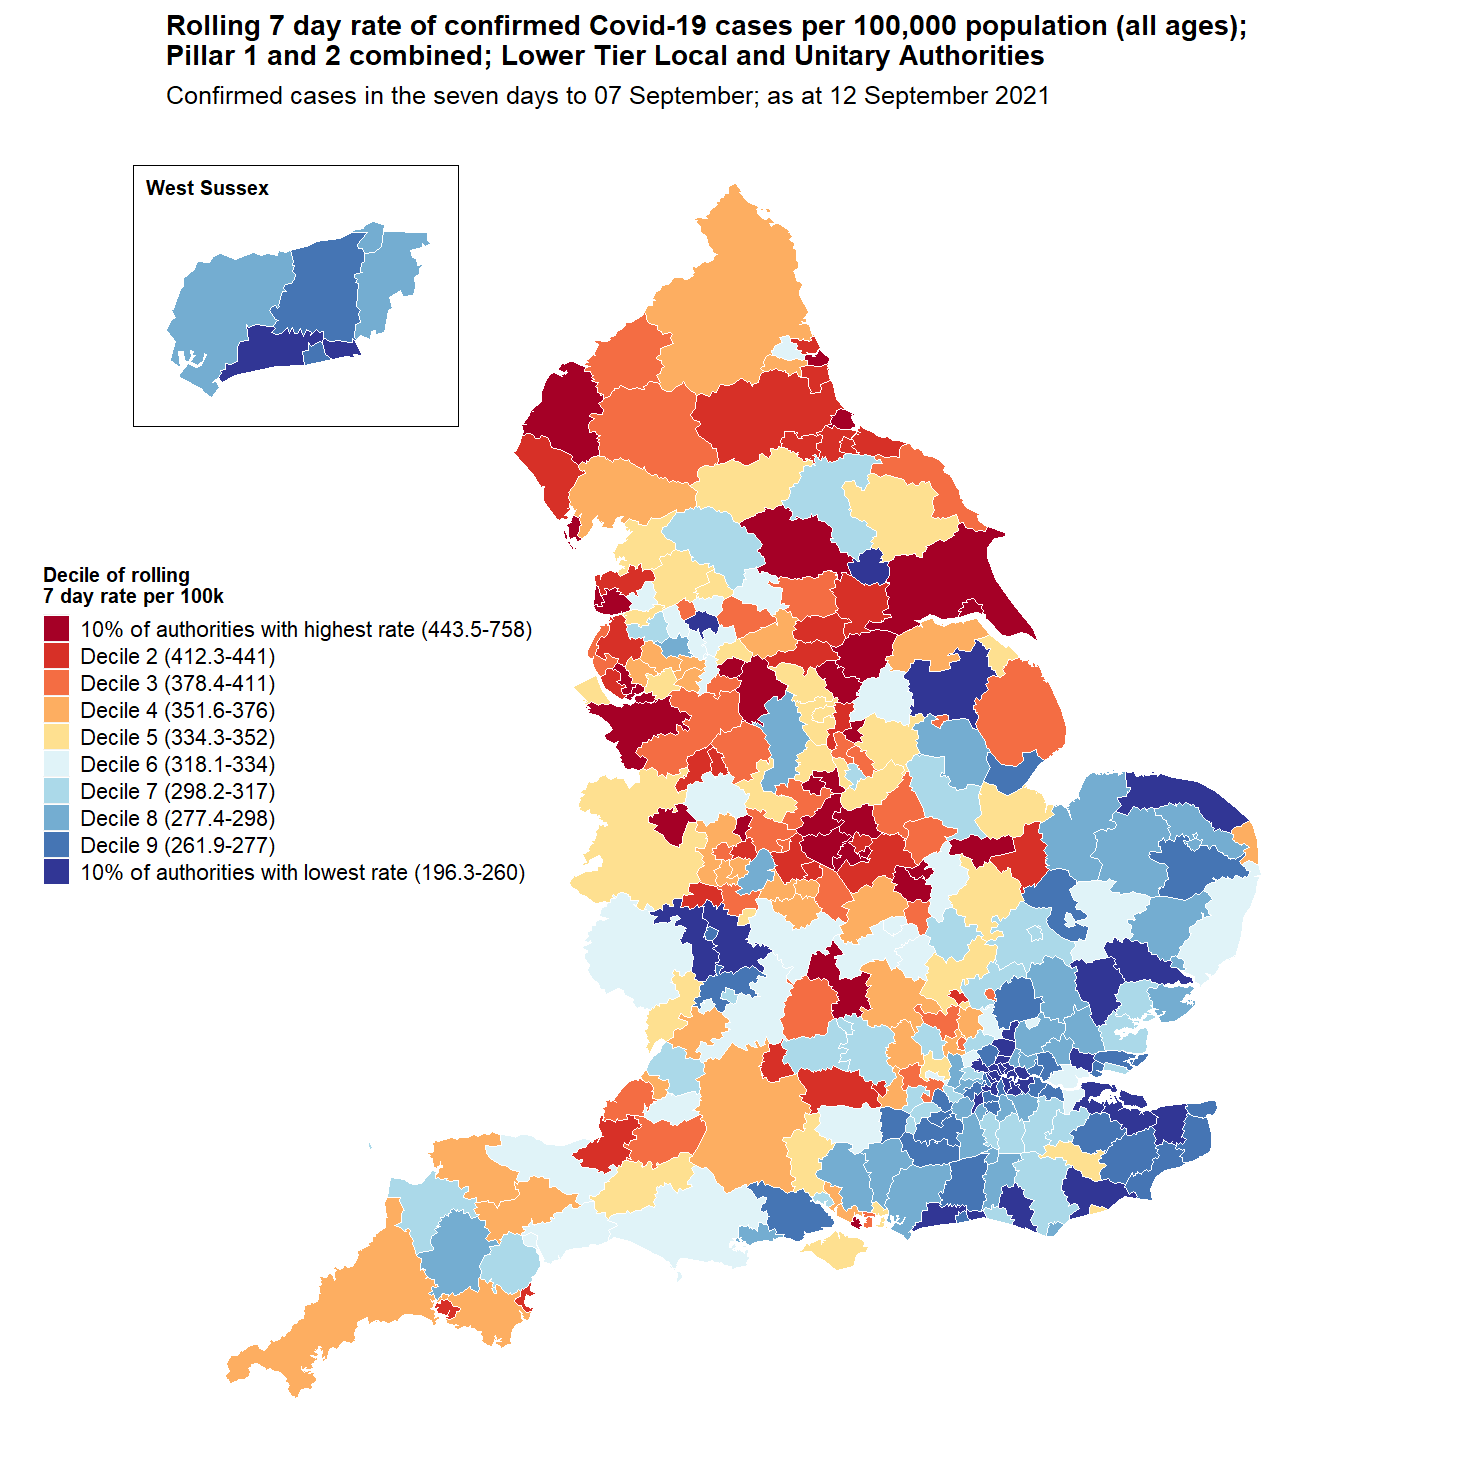 Rolling 7 day rate of confirmed Covid-19 cases per 100,000 population (all ages);
Pillar 1 and 2 combined; Lower Tier Local and Unitary Authorities
Confirmed cases in the seven days to 07 September; as at 12 September 2021
West Sussex
Decile of rolling
7 day rate per 100k
10% of authorities with highest rate (443.5-758)
Decile 2 (412.3-441)
Decile 3 (378.4-411)
Decile 4 (351.6-376)
Decile 5 (334.3-352)
Decile 6 (318.1-334)
Decile 7 (298.2-317)
Decile 8 (277.4-298)
Decile 9 (261.9-277)
10% of authorities with lowest rate (196.3-260)